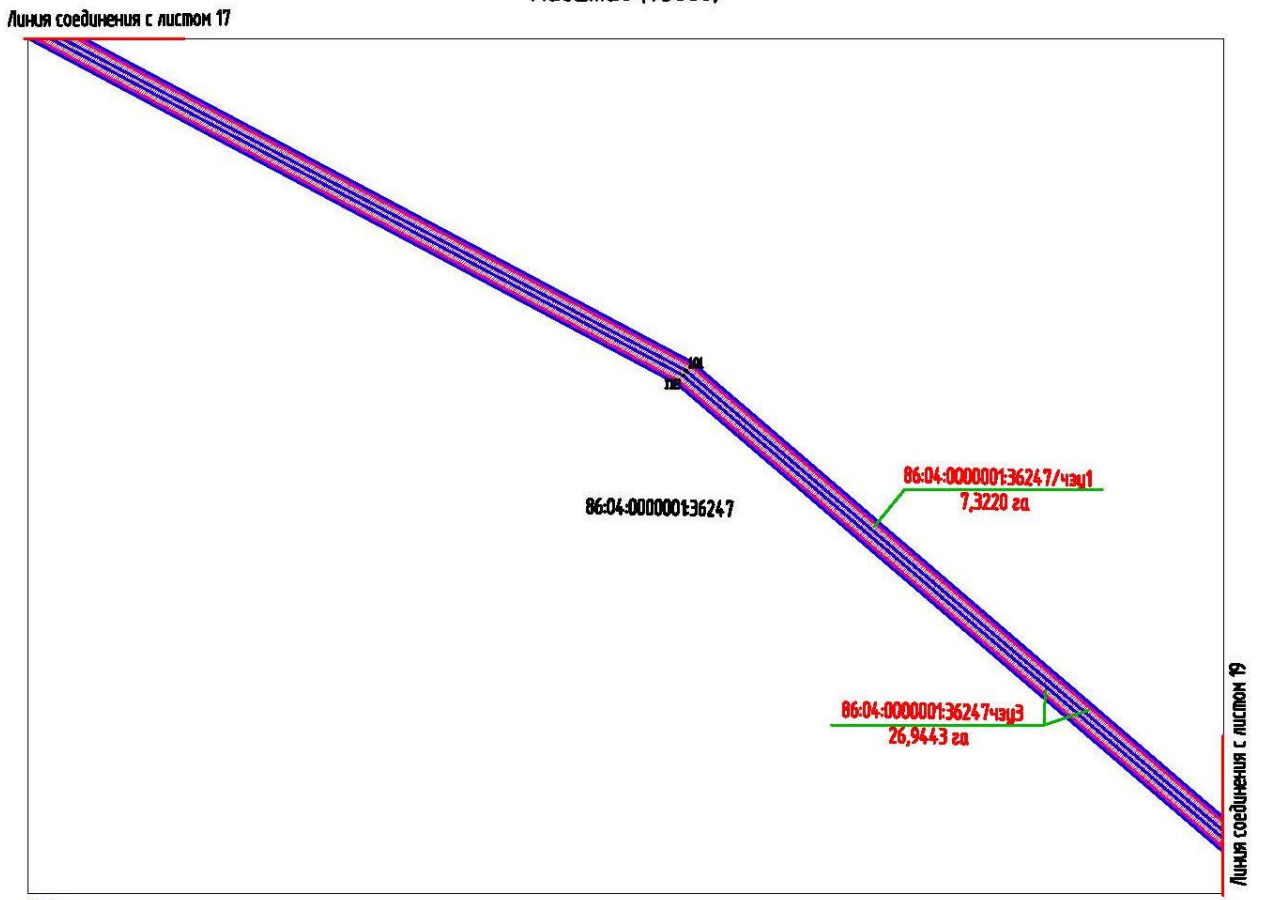 Линия соединения с листом 17
101
86:04:0000001:36247/чзу1
7,3220 га
86:04:0000001:36247
86:04:0000001:36247чзу3
26,9443 га
Линия соединения с листом 19